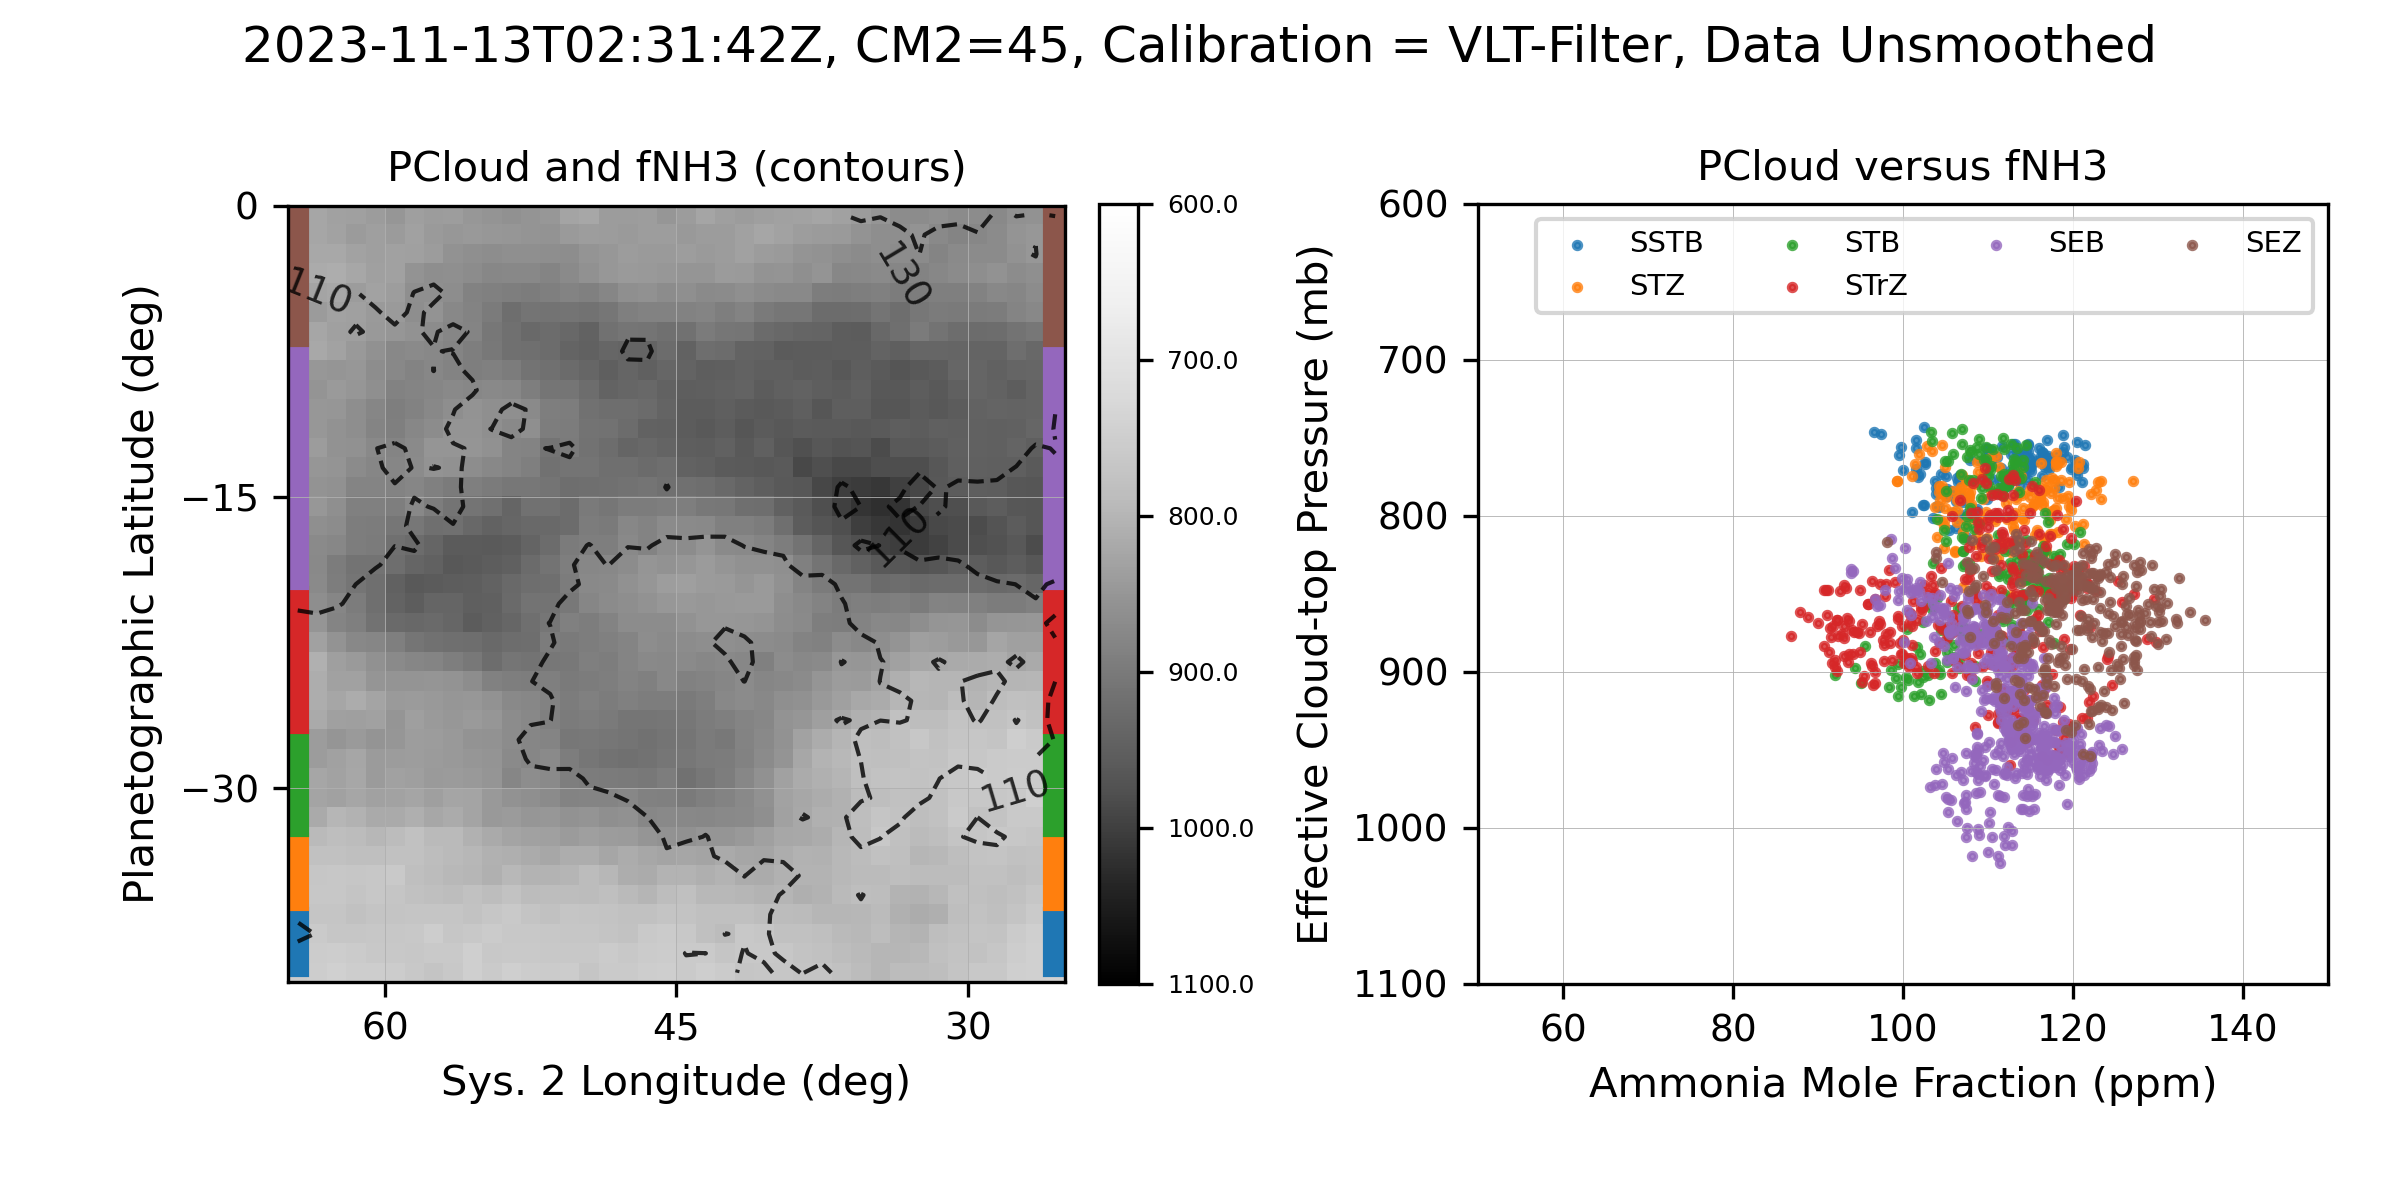 2023-11-13T02:31:42Z, CM2=45, Calibration = VLT-Filter, Data Unsmoothed
PCloud and fNH3 (contours)
Planetographic Latitude (deg)
0
−15
−30
110
130
110
110
60
45
30
Sys. 2 Longitude (deg)
600.0
700.0
800.0
900.0
1000.0
1100.0
PCloud versus fNH3
Effective Cloud-top Pressure (mb)
600
700
800
900
1000
1100
SSTB
STB
SEB
SEZ
STZ
STrZ
60
80
100
120
140
Ammonia Mole Fraction (ppm)